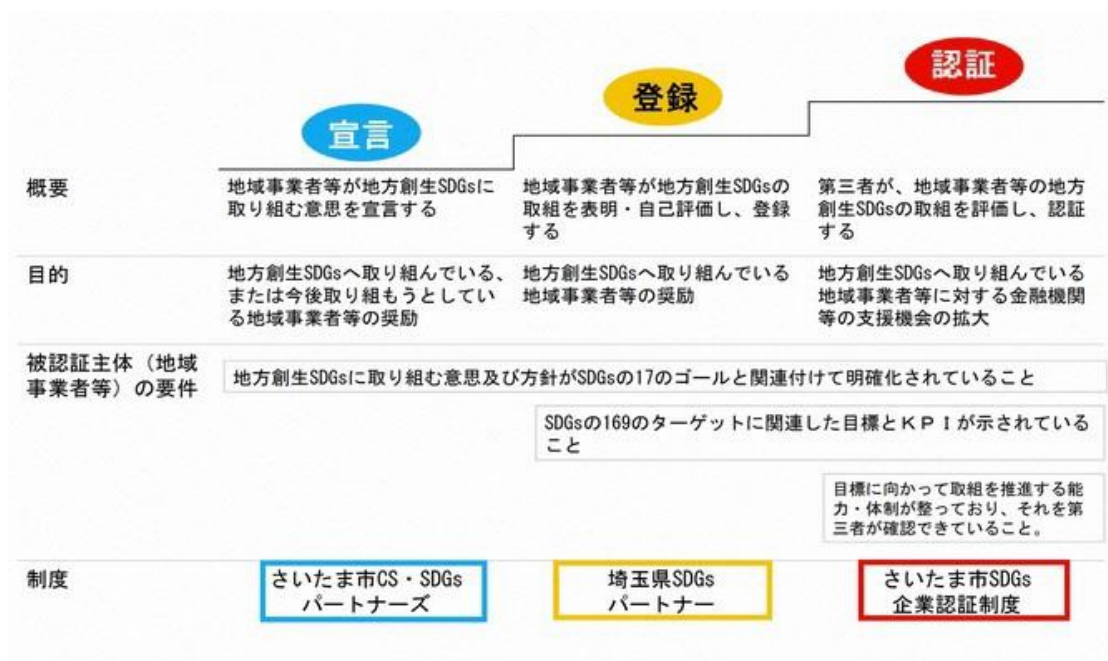 認証
登録
宣言
概要
地域事業者等が地方創生SDGsに
取り組む意思を宣言する
地域事業者等が地方創生SDGsの
取組を表明・自己評価し、登録
する
第三者が、地域事業者等の地方
創生SDGsの取組を評価し、認証
する
目的
地方創生SDGsへ取り組んでいる、
または今後取り組もうとしてい
る地域事業者等の奨励
地方創生SDGsへ取り組んでいる
地域事業者等の奨励
地方創生SDGsへ取り組んでいる
地域事業者等に対する金融機関
等の支援機会の拡大
被認証主体（地域
事業者等）の要件
地方創生SDGsに取り組む意思及び方針がSDGsの17のゴールと関連付けて明確化されていること
SDGsの169のターゲットに関連した目標とＫＰＩが示されている
こと
目標に向かって取組を推進する能
力・体制が整っており、それを第
三者が確認できていること。
制度
さいたま市CS・SDGs
パートナーズ
埼玉県SDGs
パートナー
さいたま市SDGs
企業認証制度